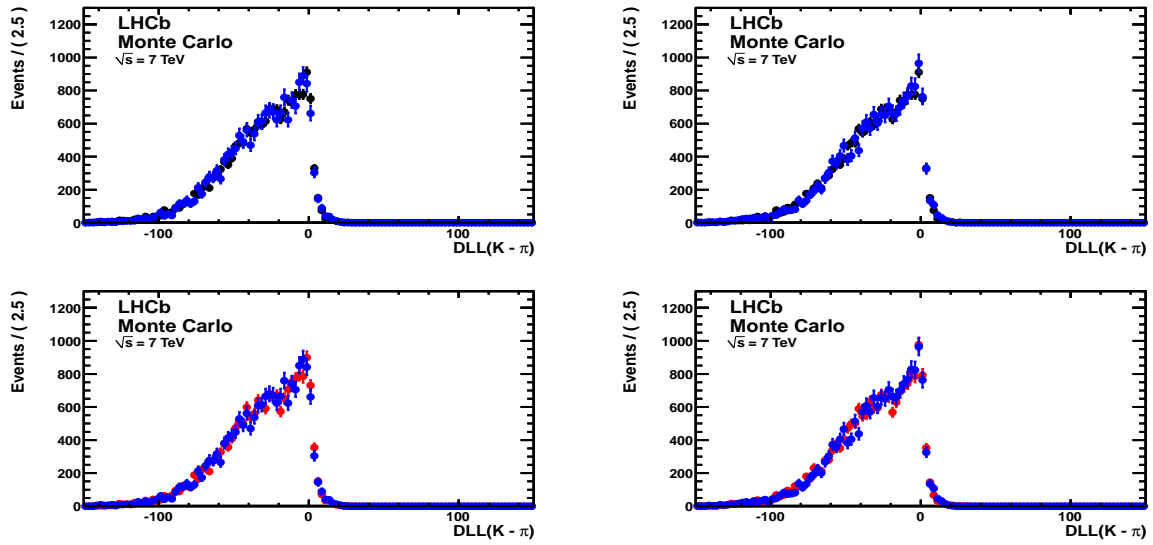 Events / ( 2.5 )
1200
1000
800
600
400
200
0
LHCb
Monte Carlo
√s = 7 TeV
-100
0
100
DLL(K - π)
Events / ( 2.5 )
1200
1000
800
600
400
200
0
LHCb
Monte Carlo
√s = 7 TeV
-100
0
100
DLL(K - π)
Events / ( 2.5 )
1200
1000
800
600
400
200
0
LHCb
Monte Carlo
√s = 7 TeV
-100
0
100
DLL(K - π)
Events / ( 2.5 )
1200
1000
800
600
400
200
0
LHCb
Monte Carlo
√s = 7 TeV
-100
0
100
DLL(K - π)